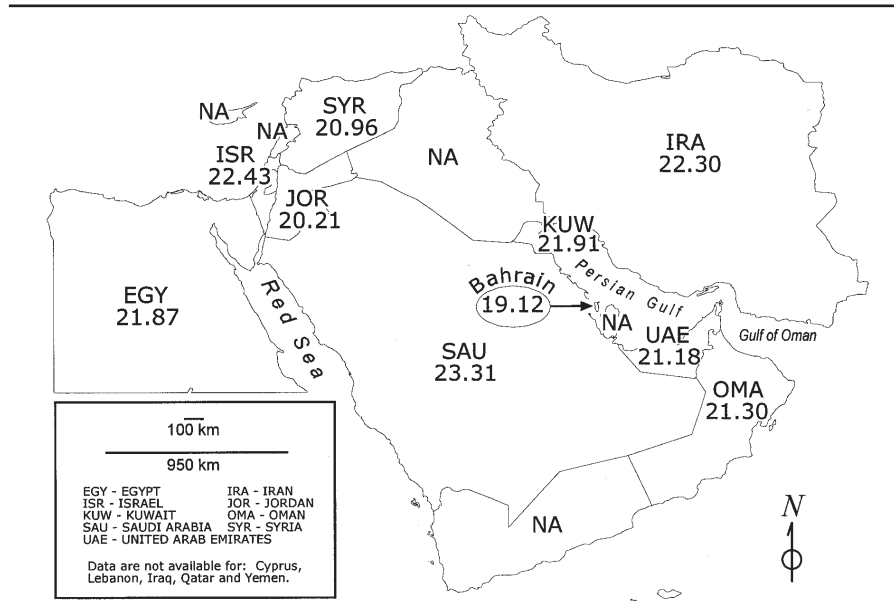 NA
SYR
20.96
NA
ISR
22.43
NA
IRA
22.30
JOR
20.21
KUW
21.91
Bahrain
19.12
Persian Gulf
EGY
21.87
Red Sea
NA
UAE
21.18
Gulf of Oman
SAU
23.31
OMA
21.30
NA
N
100 km
950 km
EGY - EGYPT IRA - IRAN
ISR - ISRAEL JOR - JORDAN
KUW - KUWAIT OMA - OMAN
SAU - SAUDI ARABIA SYR - SYRIA
UAE - UNITED ARAB EMIRATES
Data are not available for: Cyprus,
Lebanon, Iraq, Qatar and Yemen.